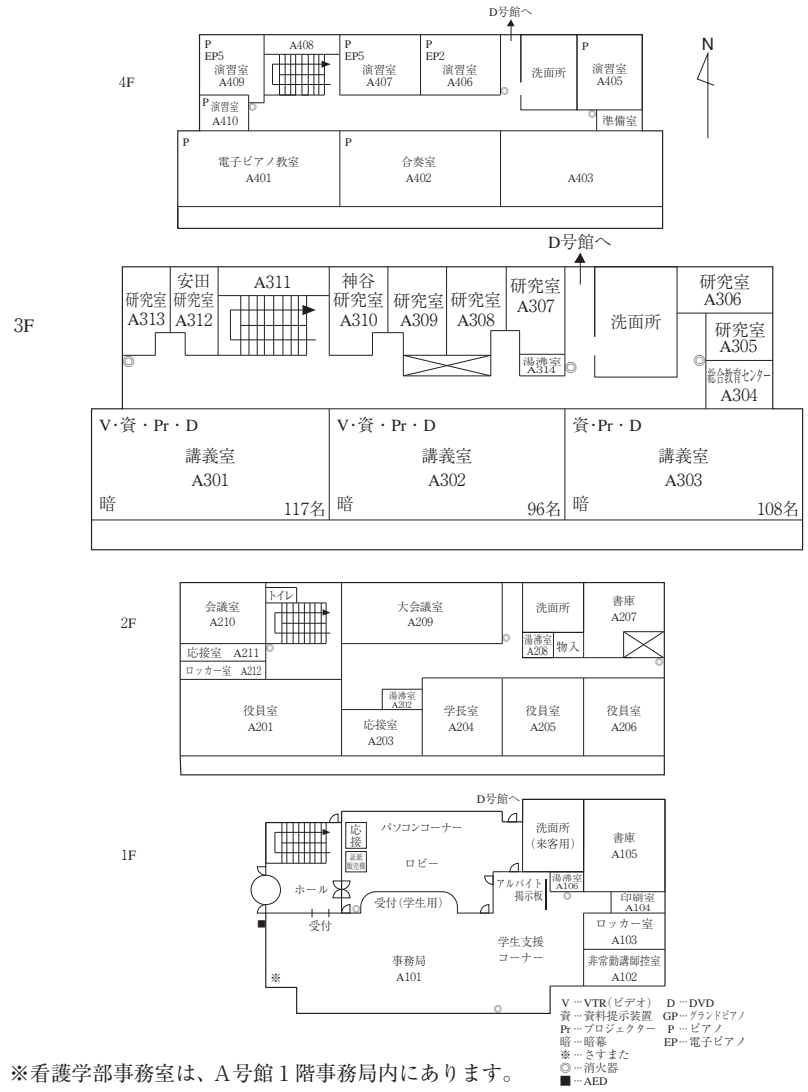 D号館へ
N
4F
P
EP5
演習室
A409
A408
P
EP5
演習室
A407
P
EP2
演習室
A406
洗面所
P
演習室
A405
P 演習室
A410
準備室
P
電子ピアノ教室
A401
P
合奏室
A402
A403
D号館へ
3F
研究室
A313
安田
研究室
A312
A311
神谷
研究室
A310
研究室
A309
研究室
A308
研究室
A307
湯沸室
A314
洗面所
研究室
A306
研究室
A305
総合教育センター
A304
V・資・Pr・D
講義室
A301
暗
117名
V・資・Pr・D
講義室
A302
暗
96名
資・Pr・D
講義室
A303
暗
108名
2F
会議室
A210
トイレ
大会議室
A209
洗面所
湯沸室
A208
物入
書庫
A207
応接室 A211
ロッカー室 A212
役員室
A201
湯沸室
A202
応接室
A203
学長室
A204
役員室
A205
役員室
A206
1F
D号館へ
応接
パソコンコーナー
証紙
販売機
ロビー
洗面所
(来客用)
書庫
A105
ホール
受付(学生用)
アルバイト
掲示板
湯沸室
A106
印刷室
A104
受付
ロッカー室
A103
学生支援
コーナー
事務局
A101
非常勤講師控室
A102
※
V…VTR(ビデオ) D…DVD
資…資料提示装置 GP…グランドピアノ
Pr…プロジェクター P…ピアノ
暗…暗幕 EP…電子ピアノ
※…さすまた
◎…消火器
■…AED
※看護学部事務室は、A号館1階事務局内にあります。